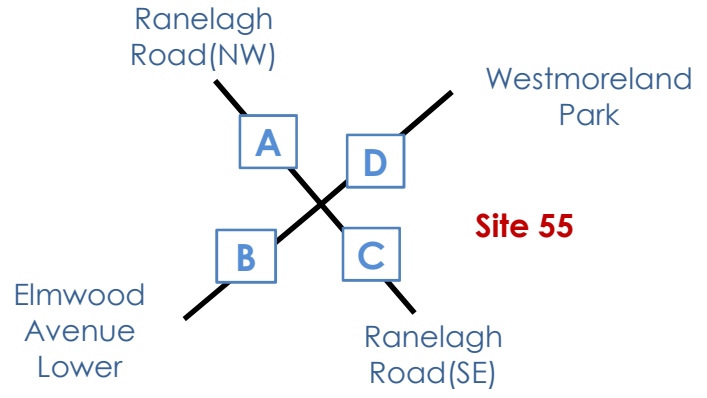 Ranelagh
Road(NW)
Westmoreland
Park
A
D
Site 55
B
C
Elmwood
Avenue
Lower
Ranelagh
Road(SE)